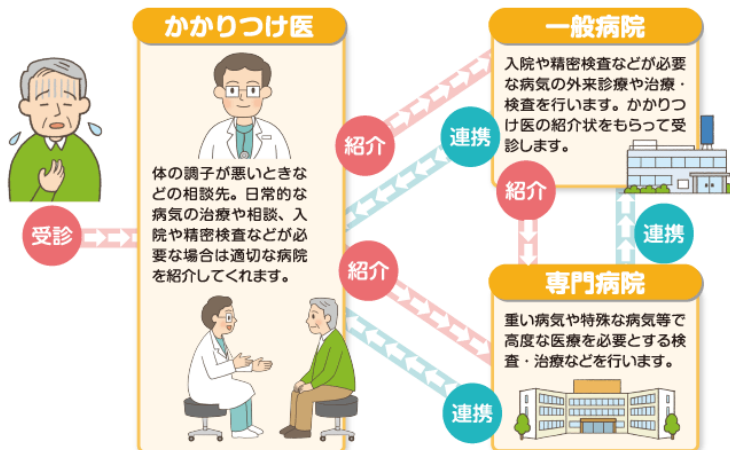 かかりつけ医
体の調子が悪いときな
どの相談先。日常的な
病気の治療や相談、入
院や精密検査などが必
要な場合は適切な病院
を紹介してくれます。
受診
紹介
連携
紹介
連携
一般病院
入院や精密検査などが必要
な病気の外来診療や治療・
検査を行います。かかりつ
け医の紹介状をもらって受
診します。
紹介
連携
専門病院
重い病気や特殊な病気等で
高度な医療を必要とする検
査・治療などを行います。